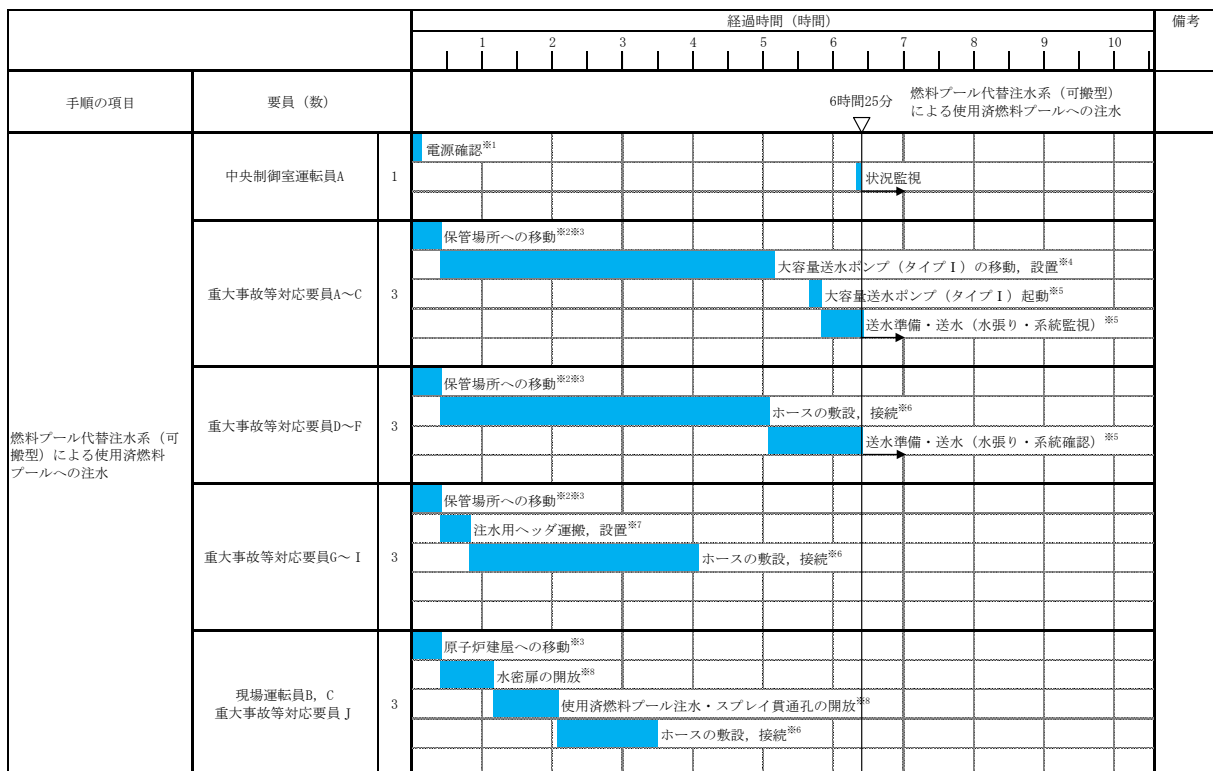 経過時間（時間）
備考
1 2 3 4 5 6 7 8 9 10
手順の項目
要員（数）
6時間25分
燃料プール代替注水系（可搬型）
による使用済燃料プールへの注水
燃料プール代替注水系（可
搬型）による使用済燃料
プールへの注水
中央制御室運転員A
1
電源確認※1
状況監視
重大事故等対応要員A～C
3
保管場所への移動※2※3
大容量送水ポンプ（タイプⅠ）の移動，設置※4
大容量送水ポンプ（タイプⅠ）起動※5
送水準備・送水（水張り・系統監視）※5
重大事故等対応要員D～F
3
保管場所への移動※2※3
ホースの敷設，接続※6
送水準備・送水（水張り・系統確認）※5
重大事故等対応要員G～I
3
保管場所への移動※2※3
注水用ヘッダ運搬，設置※7
ホースの敷設，接続※6
現場運転員B，C
重大事故等対応要員J
3
原子炉建屋への移動※3
水密扉の開放※8
使用済燃料プール注水・スプレイ貫通孔の開放※8
ホースの敷設，接続※6